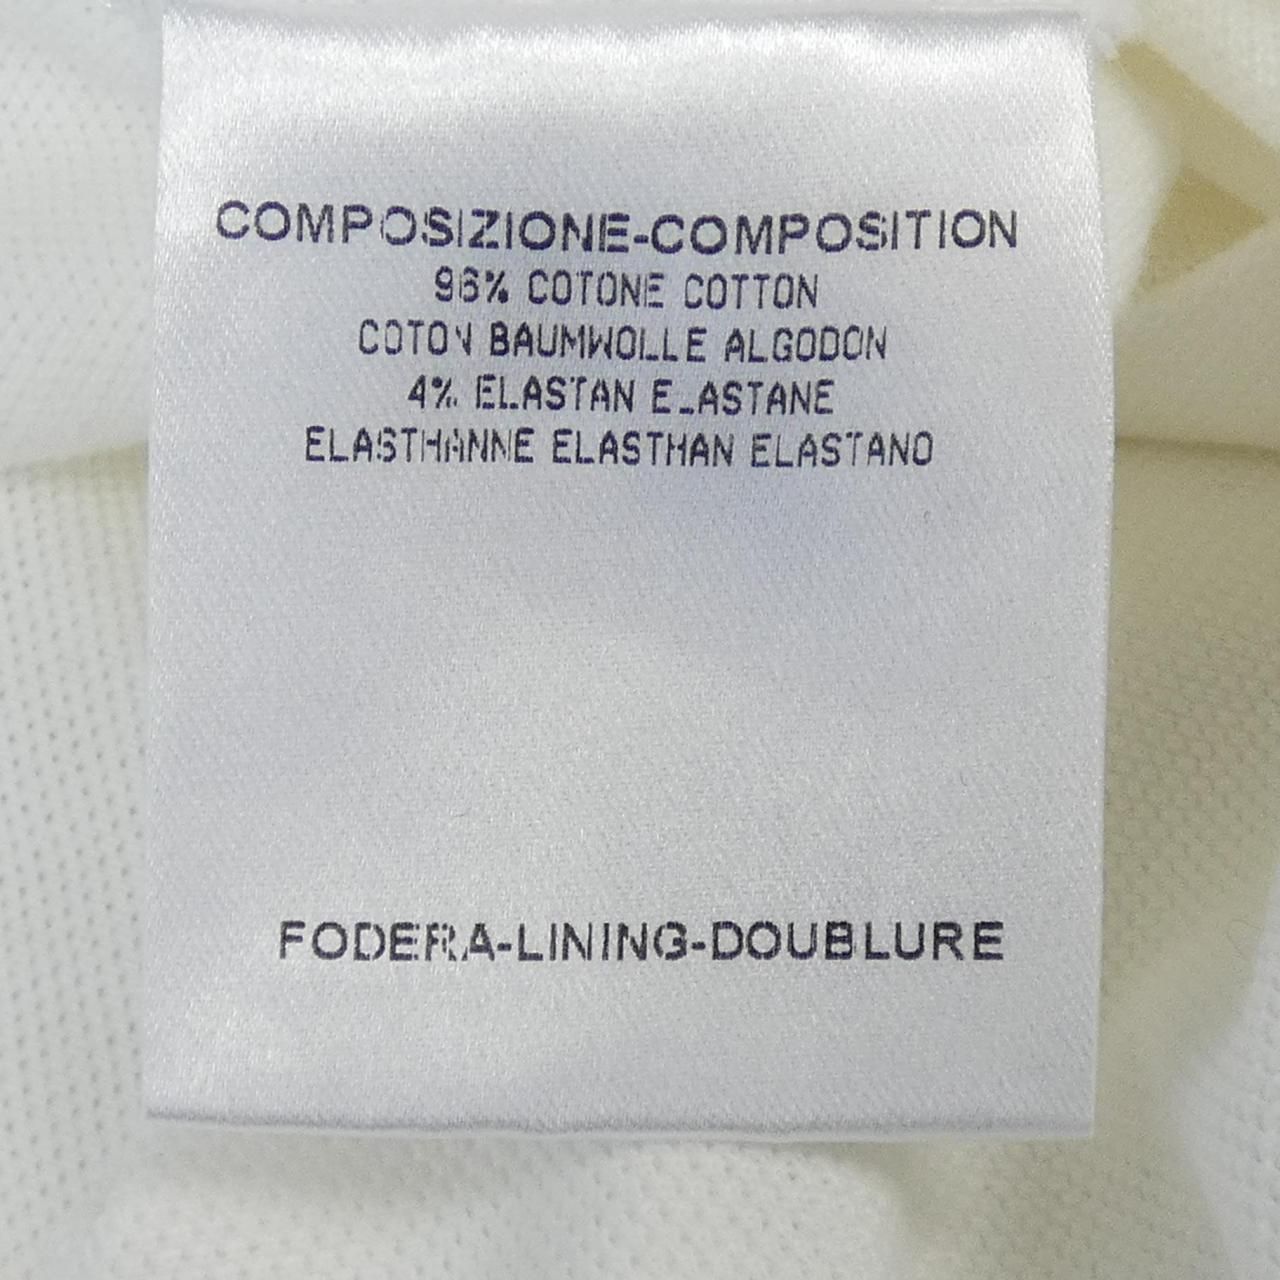 COMPOSIZIONE-COMPOSITION
96% COTONE COTTON
COTON BAUMWOLLE ALGODON
4% ELASTAN ELASTANE
ELASTHANNE ELASTHAN ELASTANO
FODERA-LINING-DOUBLURE